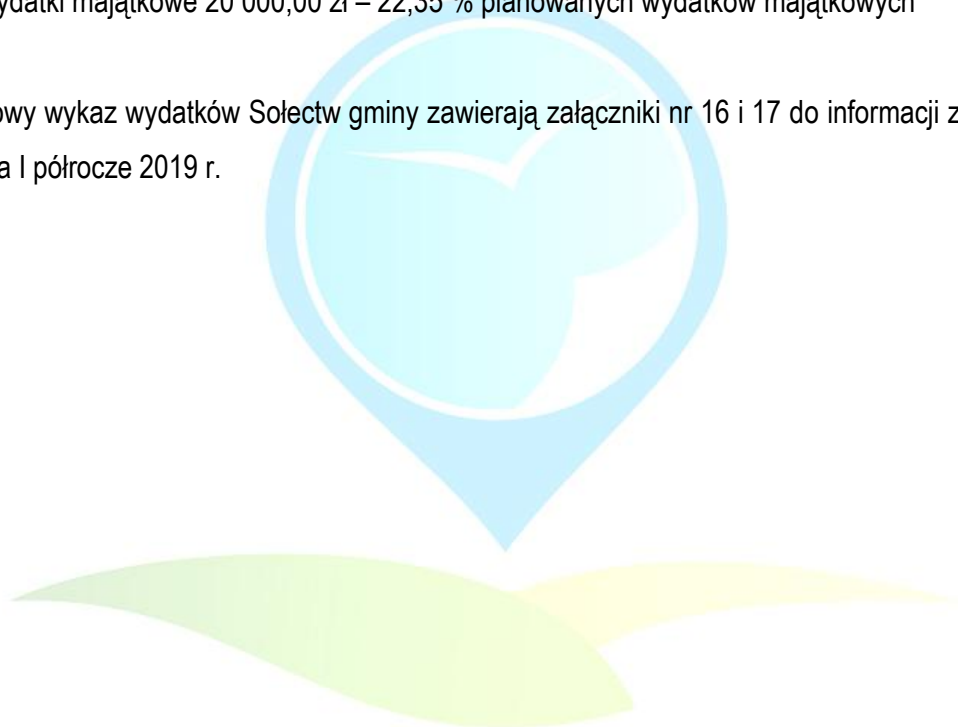 ydatki majątkowe 20 000,00 zł – 22,35 % planowanych wydatków majątkowych
owy wykaz wydatków Sołectw gminy zawierają załączniki nr 16 i 17 do informacji z
a I półrocze 2019 r.